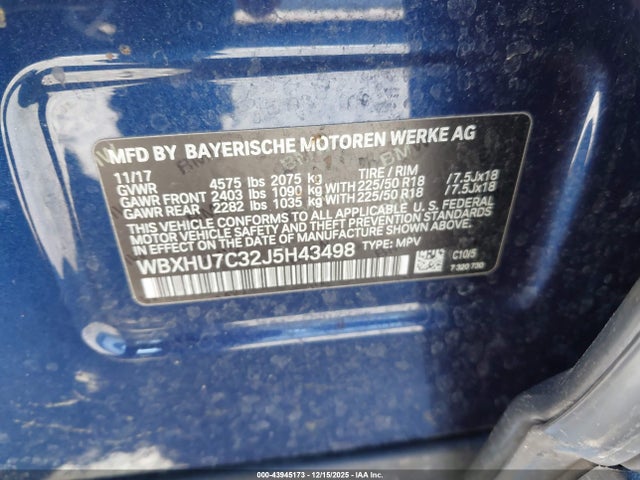 MFD BY BAYERISCHE MOTOREN WERKE AG
11/17 TIRE / RIM
GVWR 4575 lbs 2075 kg
GAWR FRONT 2403 lbs 1090 kg WITH 225/50 R18 /7.5Jx18
GAWR REAR 2282 lbs 1035 kg WITH 225/50 R18 /7.5Jx18
THIS VEHICLE CONFORMS TO ALL APPLICABLE U. S. FEDERAL
MOTOR VEHICLE SAFETY, BUMPER, AND THEFT PREVENTION
STANDARDS IN EFFECT ON THE DATE OF MANUFACTURE SHOWN ABOVE.
WBXHU7C32J5H43498 TYPE: MPV
C10/5
7 320 730
000-43945173 - 12/15/2025 - IAAI.COM